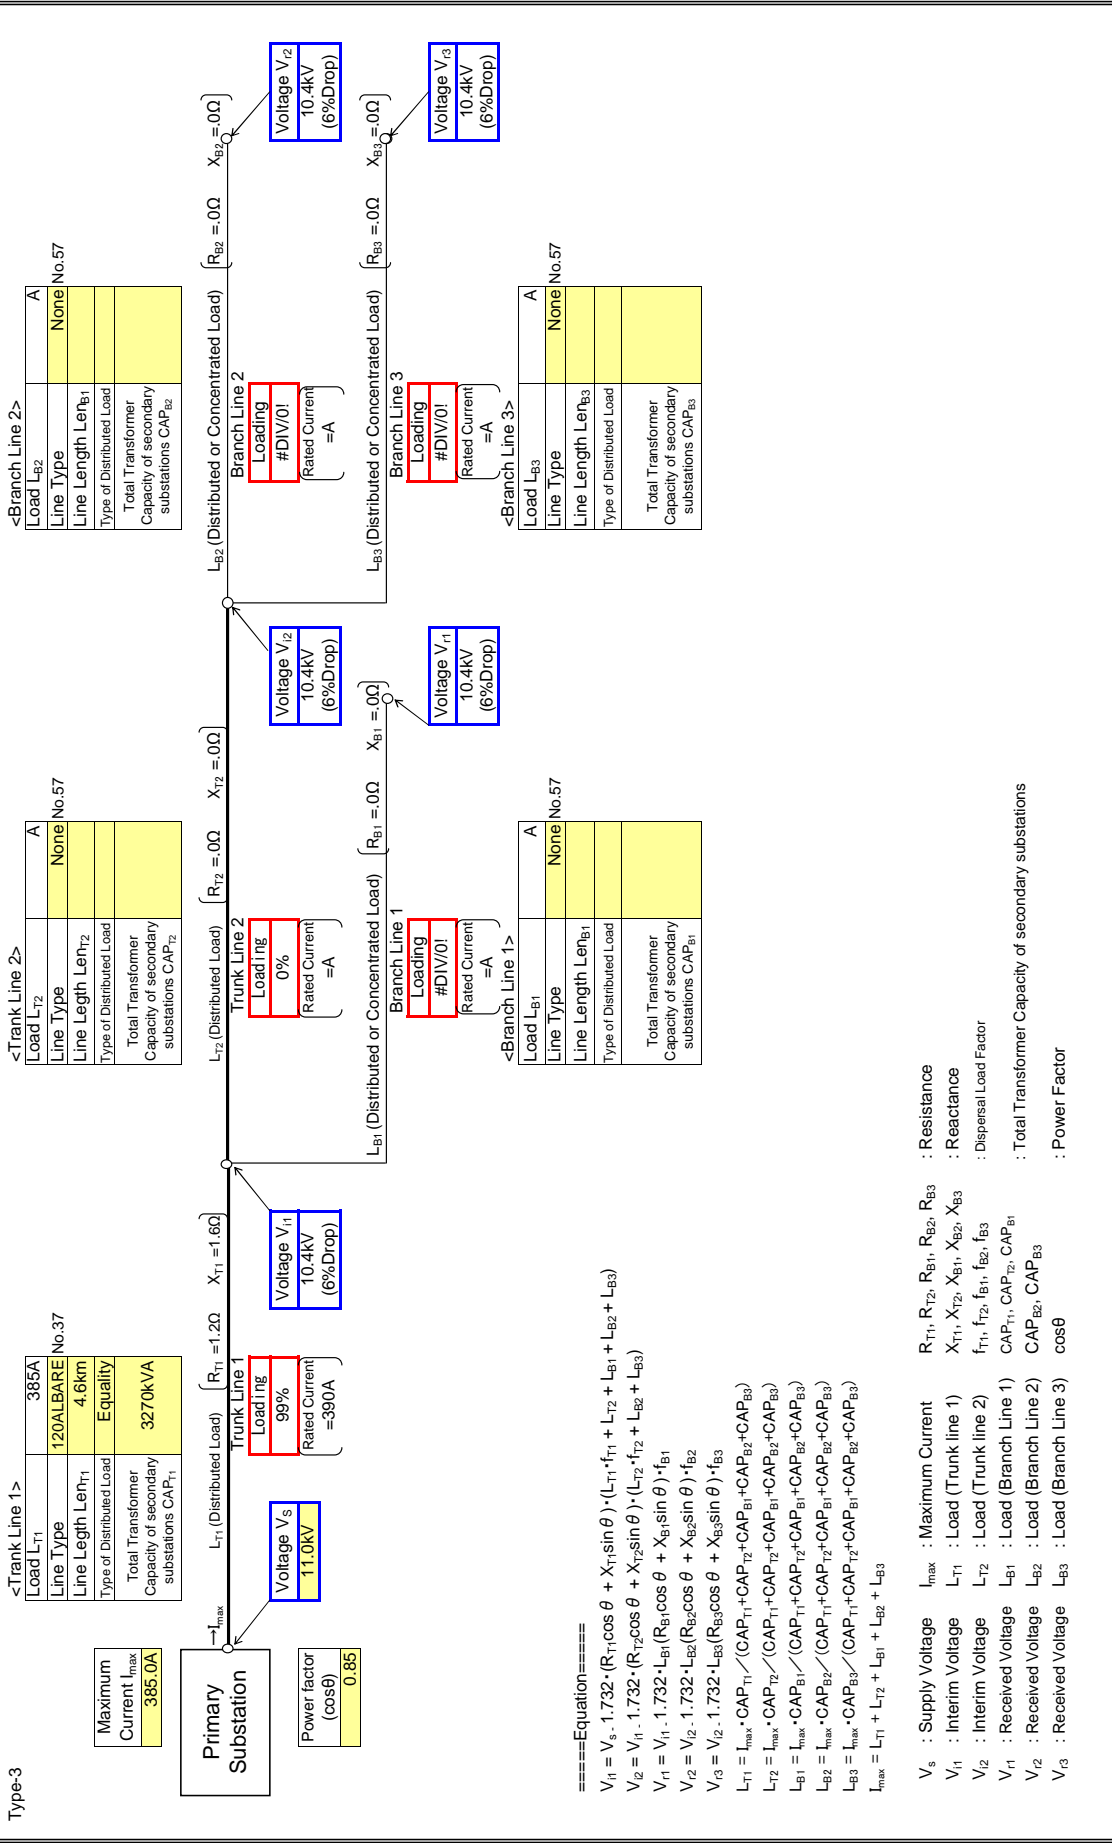 Type-3
Maximum
Current Imax
385.0A
Primary
Substation
Power factor
(cosθ)
0.85
→Imax
Voltage VS
11.0kV
<Trank Line 1>
Load LT1 385A
Line Type 120ALBARE No.37
Line Legth LenT1 4.6km
Type of Distributed Load Equality
Total Transformer
Capacity of secondary
substations CAPT1
3270kVA
LT1 (Distributed Load)
RT1 =1.2Ω XT1 =1.6Ω
Trunk Line 1
Loading
99%
Rated Current
=390A
Voltage Vi1
10.4kV
(6%Drop)
<Trank Line 2>
Load LT2 A
Line Type None No.57
Line Length LenT2
Type of Distributed Load
Total Transformer
Capacity of secondary
substations CAPT2
LT2 (Distributed Load)
RT2 =.0Ω XT2 =.0Ω
Trunk Line 2
Loading
0%
Rated Current
=A
Voltage Vi2
10.4kV
(6%Drop)
LB1 (Distributed or Concentrated Load)
RB1 =.0Ω XB1 =.0Ω
Branch Line 1
Loading
#DIV/0!
Rated Current
=A
Voltage Vr1
10.4kV
(6%Drop)
<Branch Line 1>
Load LB1 A
Line Type None No.57
Line Length LenB1
Type of Distributed Load
Total Transformer
Capacity of secondary
substations CAPB1
<Branch Line 2>
Load LB2 A
Line Type None No.57
Line Length LenB1
Type of Distributed Load
Total Transformer
Capacity of secondary
substations CAPB2
LB2 (Distributed or Concentrated Load)
RB2 =.0Ω XB2 =.0Ω
Branch Line 2
Loading
#DIV/0!
Rated Current
=A
Voltage Vr2
10.4kV
(6%Drop)
LB3 (Distributed or Concentrated Load)
RB3 =.0Ω XB3 =.0Ω
Branch Line 3
Loading
#DIV/0!
Rated Current
=A
Voltage Vr3
10.4kV
(6%Drop)
<Branch Line 3>
Load LB3 A
Line Type None No.57
Line Length LenB3
Type of Distributed Load
Total Transformer
Capacity of secondary
substations CAPB3
=====Equation=====
Vi1 = Vs - 1.732•(RT1cosθ + XT1sinθ)•(LT1•fT1 + LT2 + LB1 + LB2 + LB3)
Vi2 = Vi1 - 1.732•(RT2cosθ + XT2sinθ)•(LT2•fT2 + LB2 + LB3)
Vr1 = Vi1 - 1.732•LB1(RB1cosθ + XB1sinθ)•fB1
Vr2 = Vi2 - 1.732•LB2(RB2cosθ + XB2sinθ)•fB2
Vr3 = Vi2 - 1.732•LB3(RB3cosθ + XB3sinθ)•fB3
LT1 = Imax•CAPT1/(CAPT1+CAPT2+CAPB1+CAPB2+CAPB3)
LT2 = Imax•CAPT2/(CAPT1+CAPT2+CAPB1+CAPB2+CAPB3)
LB1 = Imax•CAPB1/(CAPT1+CAPT2+CAPB1+CAPB2+CAPB3)
LB2 = Imax•CAPB2/(CAPT1+CAPT2+CAPB1+CAPB2+CAPB3)
LB3 = Imax•CAPB3/(CAPT1+CAPT2+CAPB1+CAPB2+CAPB3)
Imax = LT1 + LT2 + LB1 + LB2 + LB3
Vs : Supply Voltage Imax : Maximum Current RT1, RT2, RB1, RB2, RB3 : Resistance
Vi1 : Interim Voltage LT1 : Load (Trunk line 1) XT1, XT2, XB1, XB2, XB3 : Reactance
Vi2 : Interim Voltage LT2 : Load (Trunk line 2) fT1, fT2, fB1, fB2, fB3 : Dispersal Load Factor
Vr1 : Received Voltage LB1 : Load (Branch Line 1) CAPT1, CAPT2, CAPB1 : Total Transformer Capacity of secondary substations
Vr2 : Received Voltage LB2 : Load (Branch Line 2) CAPB2, CAPB3
Vr3 : Received Voltage LB3 : Load (Branch Line 3) cosθ : Power Factor